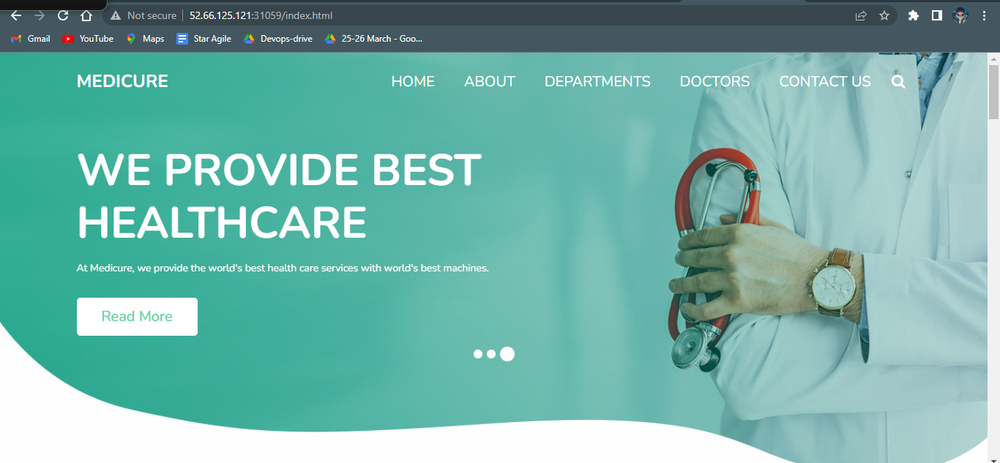 Not secure 52.66.125.121:31059/index.html
Gmail YouTube Maps Star Agile Devops-drive 25-26 March - Goo...
MEDICURE HOME ABOUT DEPARTMENTS DOCTORS CONTACT US
WE PROVIDE BEST
HEALTHCARE
At Medicure, we provide the world's best health care services with world's best machines.
Read More